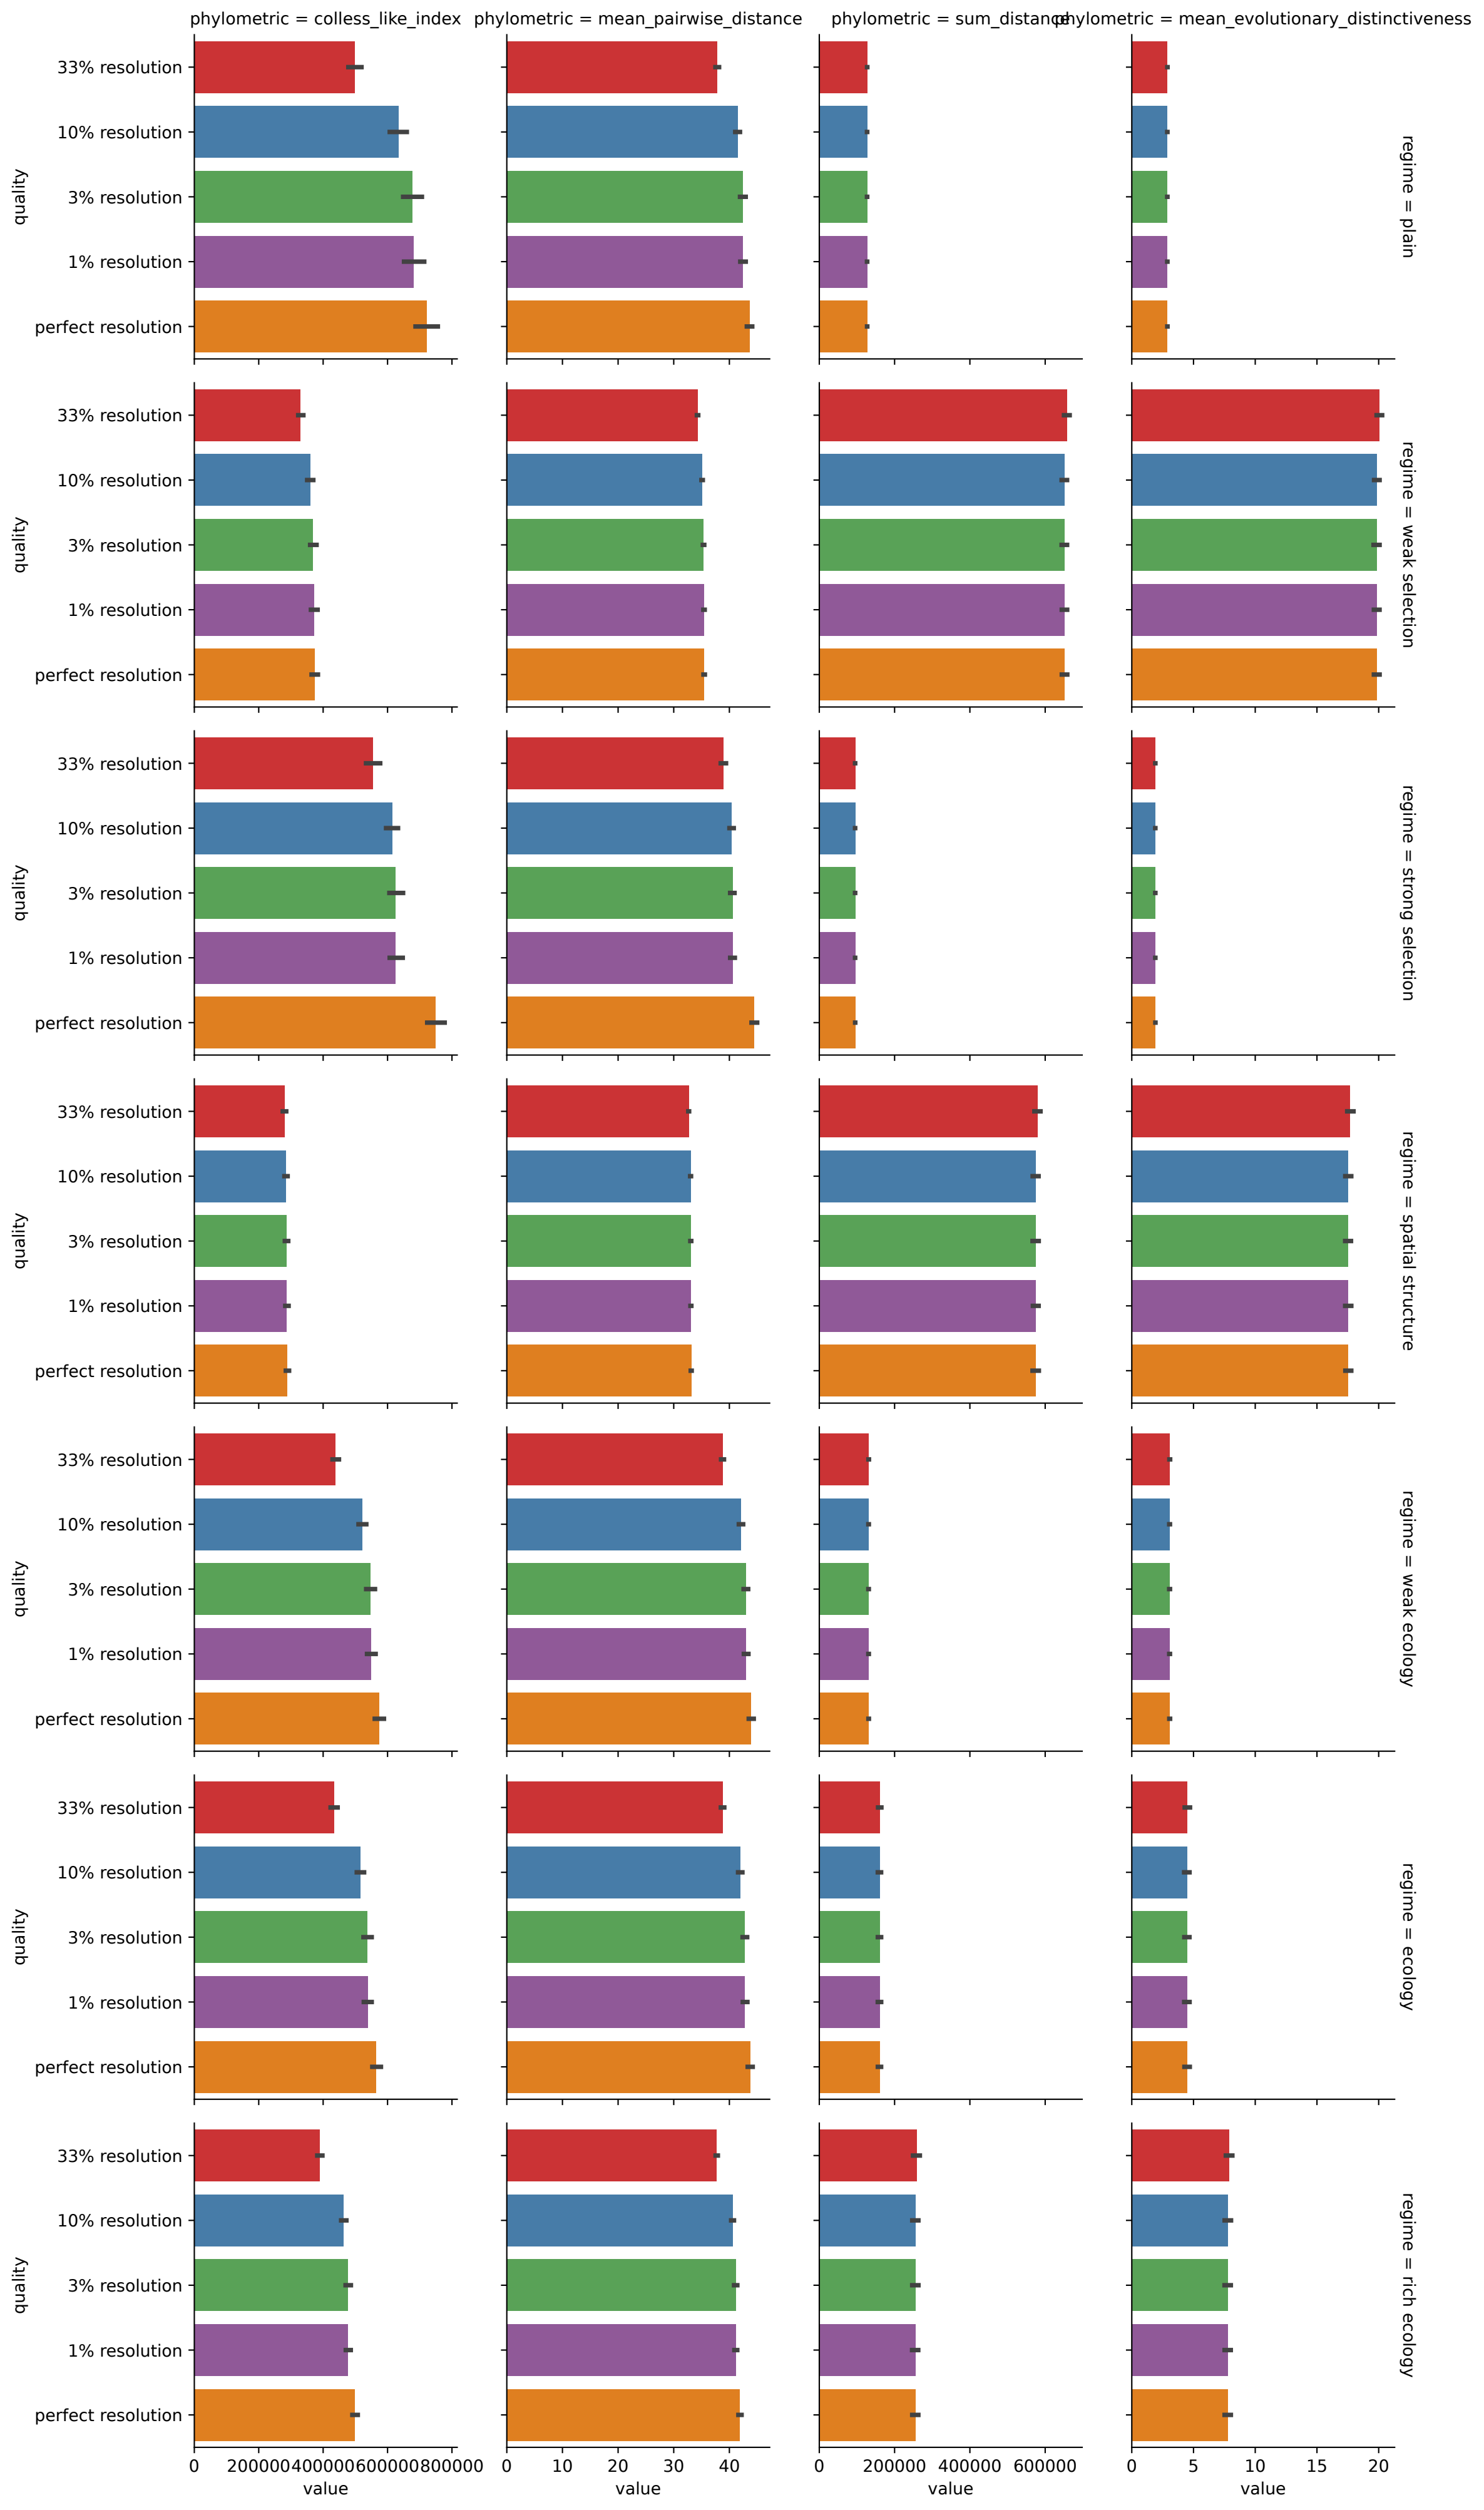 phylometric = colless_like_index
phylometric = mean_pairwise_distance
phylometric = sum_distance
phylometric = mean_evolutionary_distinctiveness
quality
33% resolution
10% resolution
3% resolution
1% resolution
perfect resolution
regime = plain
quality
33% resolution
10% resolution
3% resolution
1% resolution
perfect resolution
regime = weak selection
quality
33% resolution
10% resolution
3% resolution
1% resolution
perfect resolution
regime = strong selection
quality
33% resolution
10% resolution
3% resolution
1% resolution
perfect resolution
regime = spatial structure
quality
33% resolution
10% resolution
3% resolution
1% resolution
perfect resolution
regime = weak ecology
quality
33% resolution
10% resolution
3% resolution
1% resolution
perfect resolution
regime = ecology
quality
33% resolution
10% resolution
3% resolution
1% resolution
perfect resolution
regime = rich ecology
0 200000 400000 600000 800000
value
0 10 20 30 40
value
0 200000 400000 600000
value
0 5 10 15 20
value